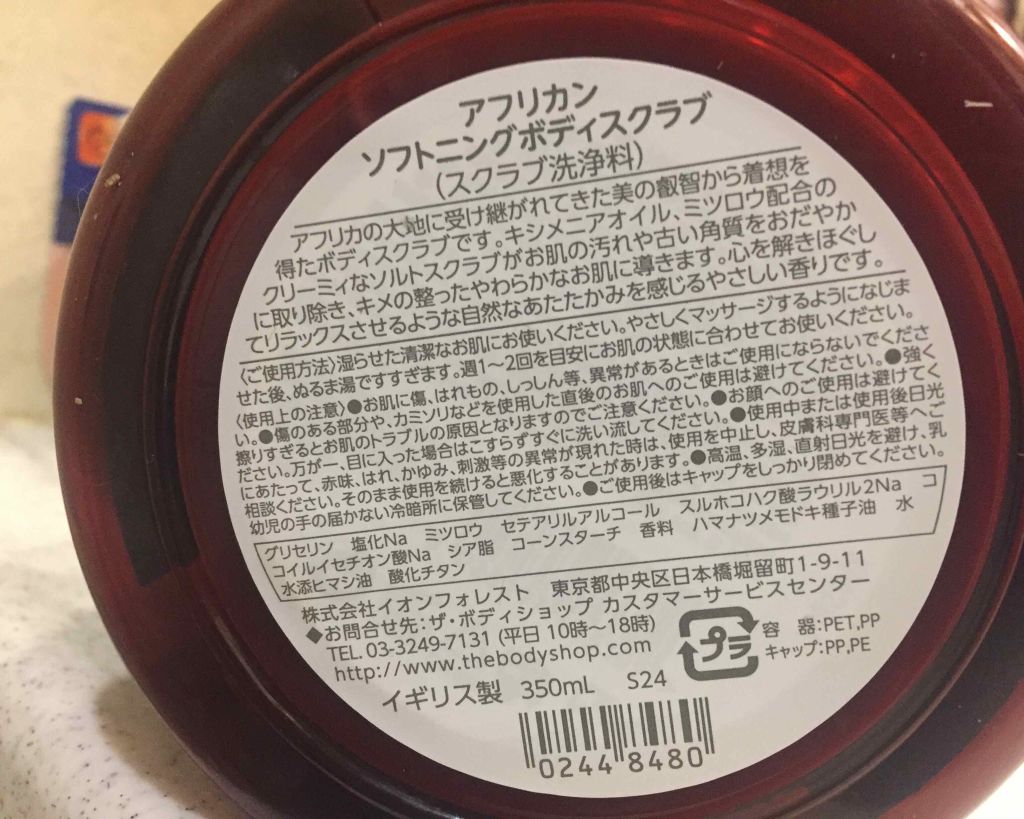 アフリカン
ソフトニングボディスクラブ
(スクラブ洗浄料)
アフリカの大地に受け継がれてきた美の叡智から着想を
得たボディスクラブです。キシメニアオイル、ミツロウ配合の
クリーミィなソルトスクラブがお肌の汚れや古い角質をおだやか
に取り除き、キメの整ったやわらかなお肌に導きます。心を解きほぐし
てリラックスさせるような自然なあたたかみを感じるやさしい香りです。
〈ご使用方法〉湿らせた清潔なお肌にお使いください。やさしくマッサージするようになじま
せた後、ぬるま湯ですすぎます。週1〜2回を目安にお肌の状態に合わせてお使いください。
〈使用上の注意〉●お肌に傷、はれもの、しっしん等、異常があるときはご使用にならないでくださ
い。●傷のある部分や、カミソリなどを使用した直後のお肌へのご使用は避けてください。●強く
擦りすぎるとお肌のトラブルの原因となりますのでご注意ください。●お顔へのご使用は避けてく
ださい。万が一、目に入った場合はこすらずすぐに洗い流してください。●使用中または使用後日光
にあたって、赤味、はれ、かゆみ、刺激等の異常が現れた時は、使用を中止し、皮膚科専門医等へご
相談ください。そのまま使用を続けると悪化することがあります。●高温、多湿、直射日光を避け、乳
幼児の手の届かない冷暗所に保管してください。●ご使用後はキャップをしっかり閉めてください。
グリセリン 塩化Na ミツロウ セテアリルアルコール スルホコハク酸ラウリル2Na コ
コイルイセチオン酸Na シア脂 コーンスターチ 香料 ハマナツメモドキ種子油 水
水添ヒマシ油 酸化チタン
株式会社イオンフォレスト 東京都中央区日本橋堀留町1-9-11
◆お問合せ先:ザ・ボディショップ カスタマーサービスセンター
TEL. 03-3249-7131 (平日 10時〜18時)
http://www.thebodyshop.com
プラ
容 器:PET,PP
キャップ:PP,PE
イギリス製 350mL S24
0244 8480